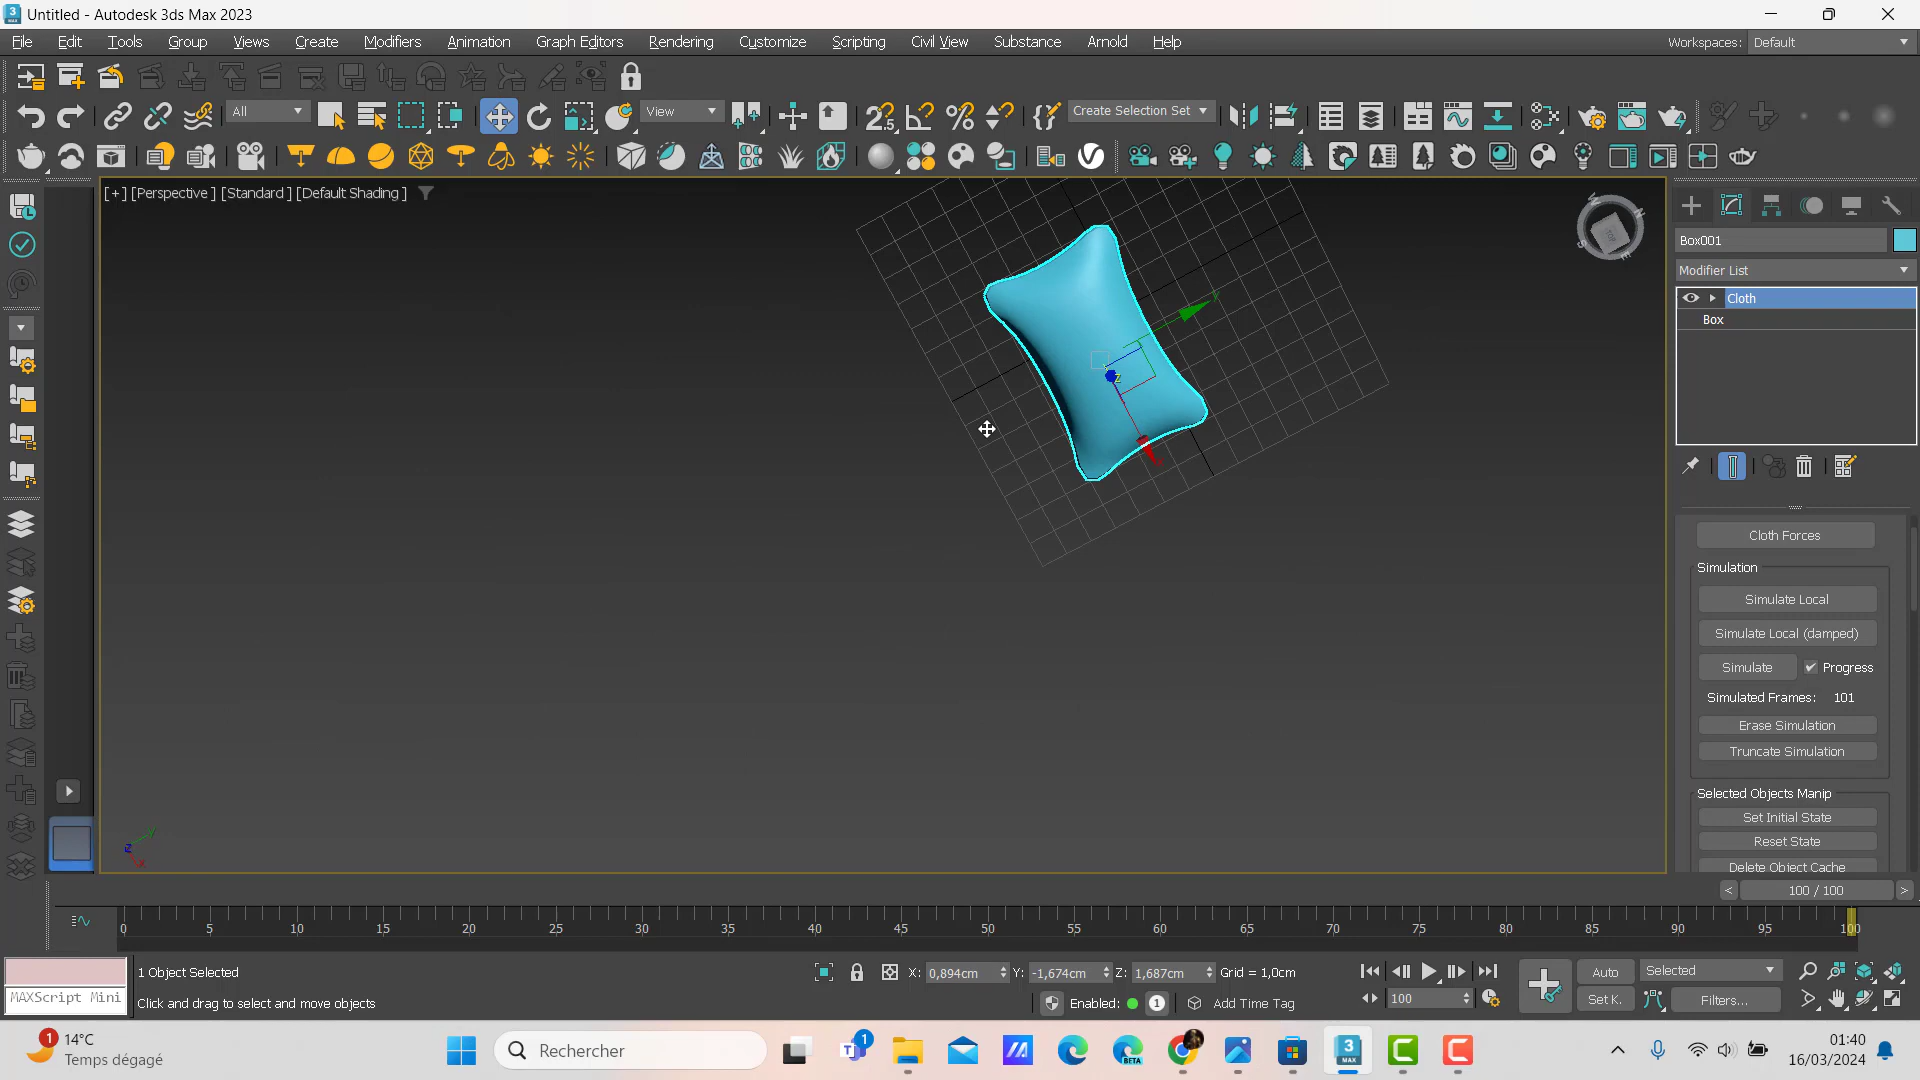 Untitled - Autodesk 3ds Max 2023
File Edit Tools Group Views Create Modifiers Animation Graph Editors Rendering Customize Scripting Civil View Substance Arnold Help
Workspaces: Default
All
View
Create Selection Set
[+] [Perspective ] [Standard ] [Default Shading ]
Box001
Modifier List
Cloth
Box
Cloth Forces
Simulation
Simulate Local
Simulate Local (damped)
Simulate Progress
Simulated Frames: 101
Erase Simulation
Truncate Simulation
Selected Objects Manip
Set Initial State
Reset State
Delete Object Cache
< 100 / 100 >
0 5 10 15 20 25 30 35 40 45 50 55 60 65 70 75 80 85 90 95 100
1 Object Selected
X: 0,894cm Y: -1,674cm Z: 1,687cm Grid = 1,0cm
Auto Selected
MAXScript Mini
Click and drag to select and move objects
Enabled: 1 Add Time Tag
100
Set K. Filters...
1
14°C
Temps dégagé
Rechercher
1
BETA
3
MAX
01:40
16/03/2024